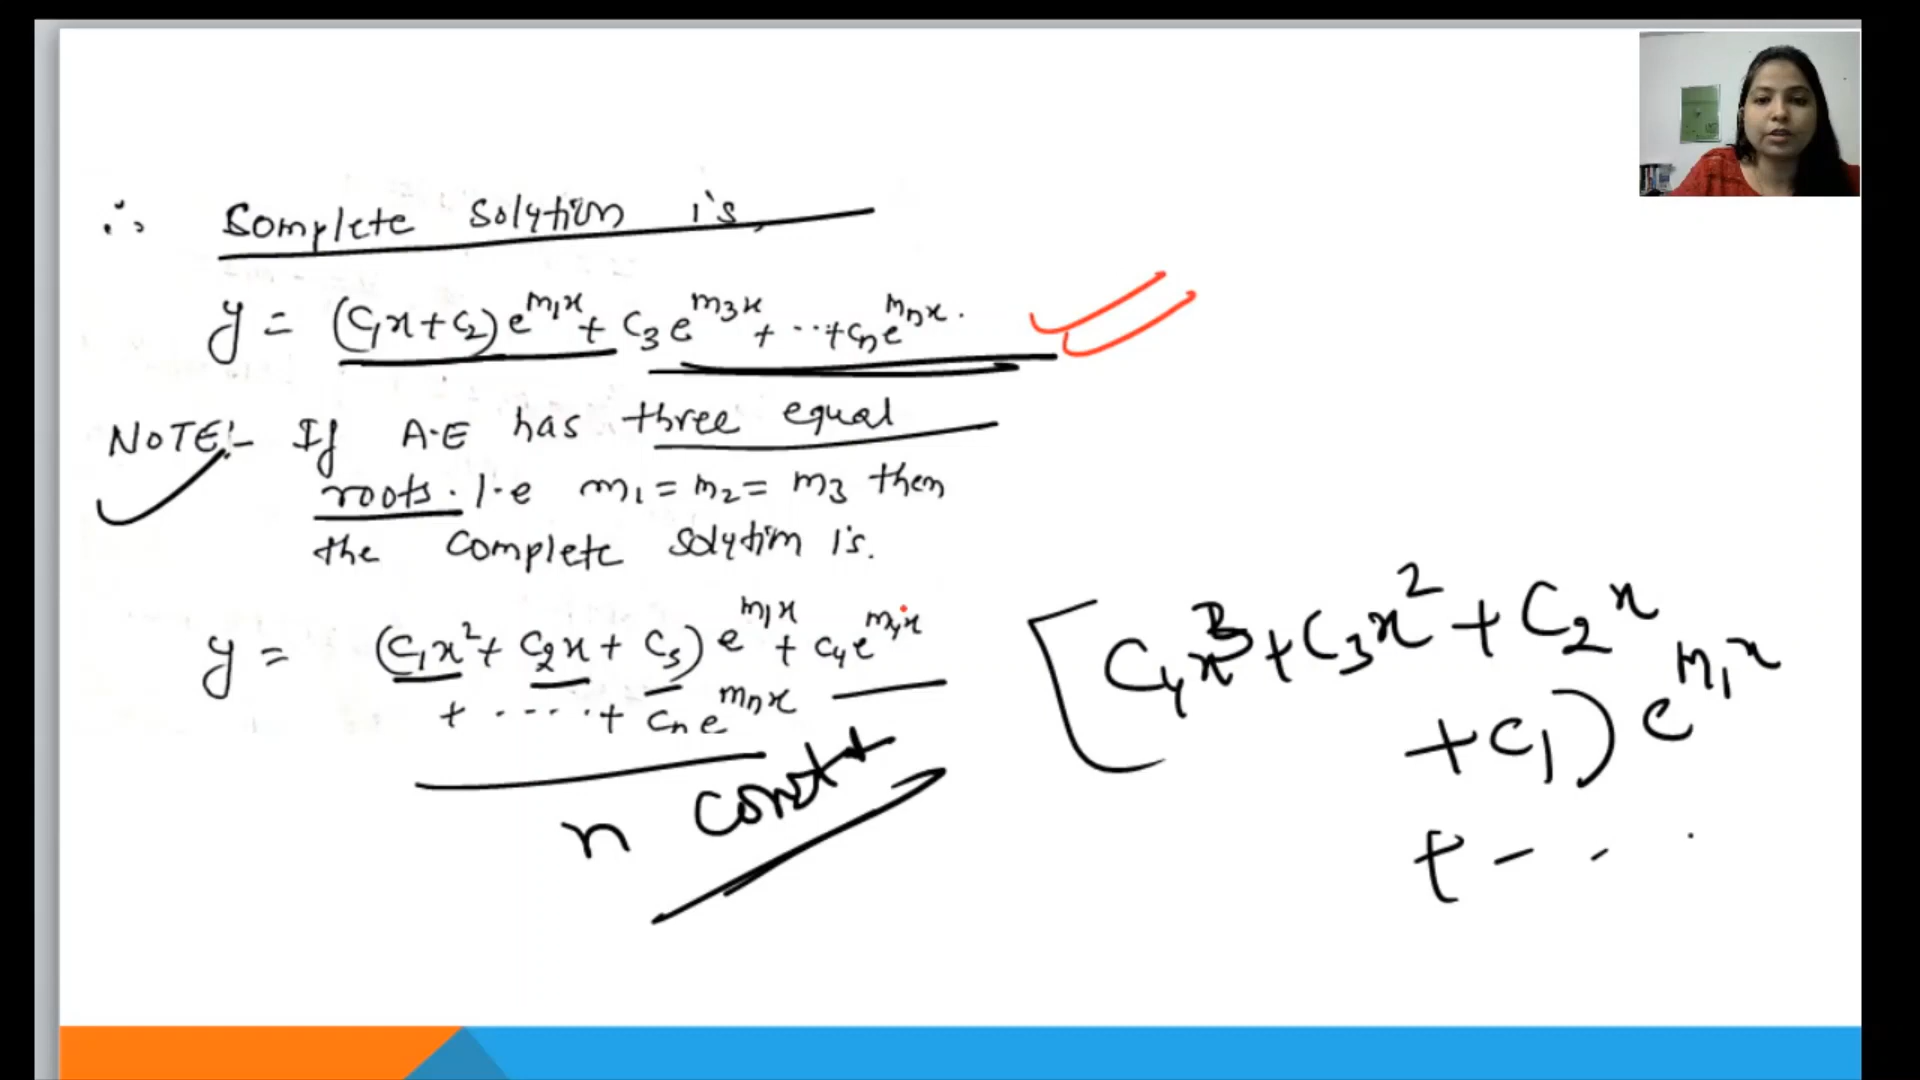 ∴ Complete Solution is,
y = (c₁x+c₂) e^{m₁x} + c₃ e^{m₃x} + ··· + cₙ e^{mₙx}.
NOTE:- If A.E has three equal
roots. I.e m₁ = m₂ = m₃ then
the Complete Solution is.
y = (c₁x² + c₂x + c₃) e^{m₁x} + c₄ e^{m₄x}
+ ····· + cₙ e^{mₙx}
n constt
[C₄x³ + C₃x² + C₂x
+ C₁) e^{m₁x}
+ - - .